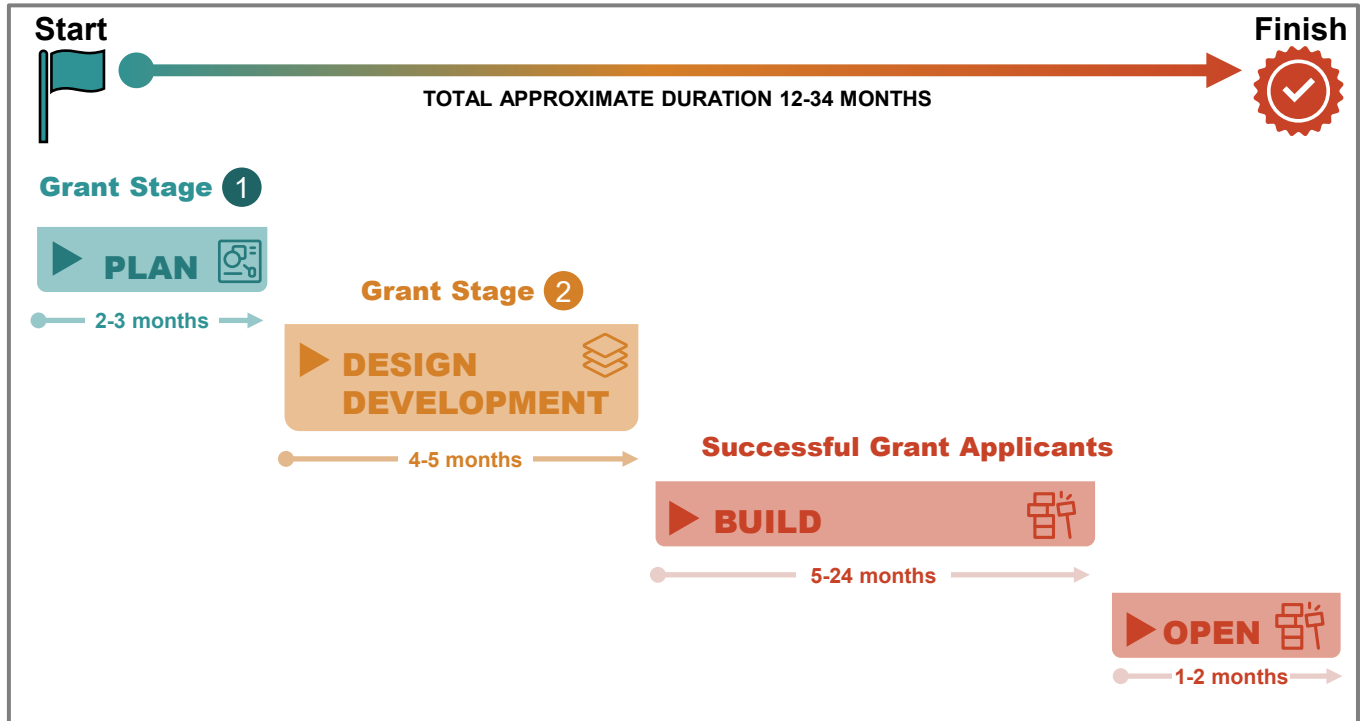 Start
Finish
TOTAL APPROXIMATE DURATION 12-34 MONTHS
Grant Stage 1
PLAN
2-3 months
Grant Stage 2
DESIGN
DEVELOPMENT
4-5 months
Successful Grant Applicants
BUILD
5-24 months
OPEN
1-2 months